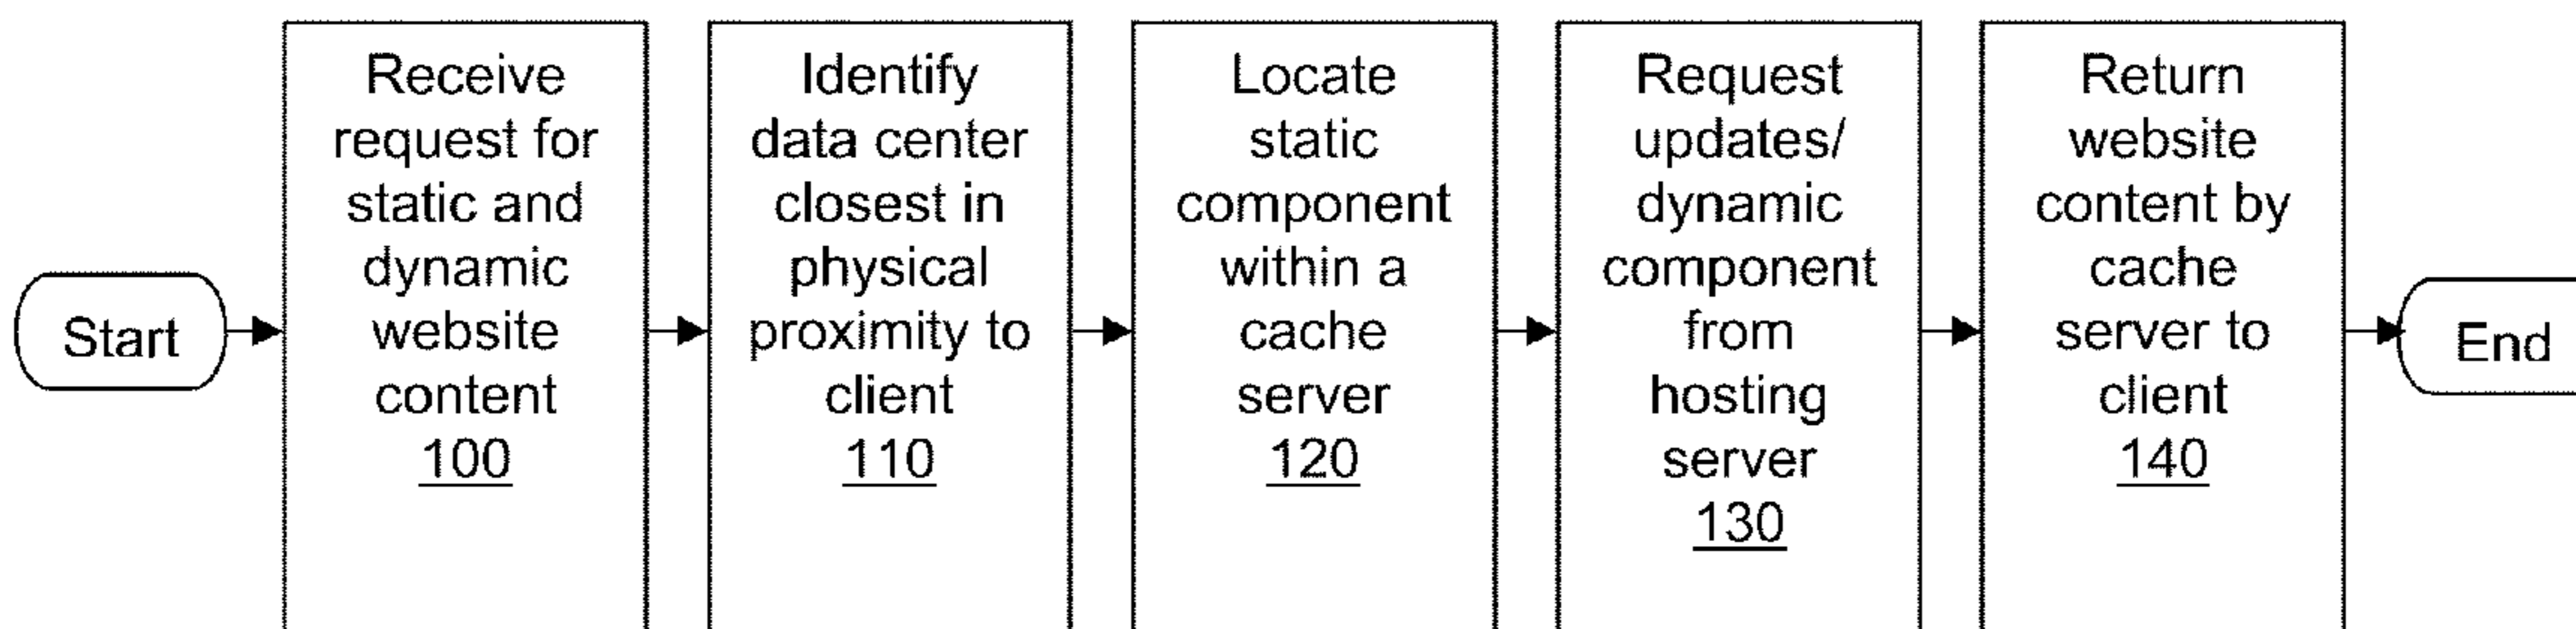 Start
Receive
request for
static and
dynamic
website
content
100
Identify
data center
closest in
physical
proximity to
client
110
Locate
static
component
within a
cache
server
120
Request
updates/
dynamic
component
from
hosting
server
130
Return
website
content by
cache
server to
client
140
End